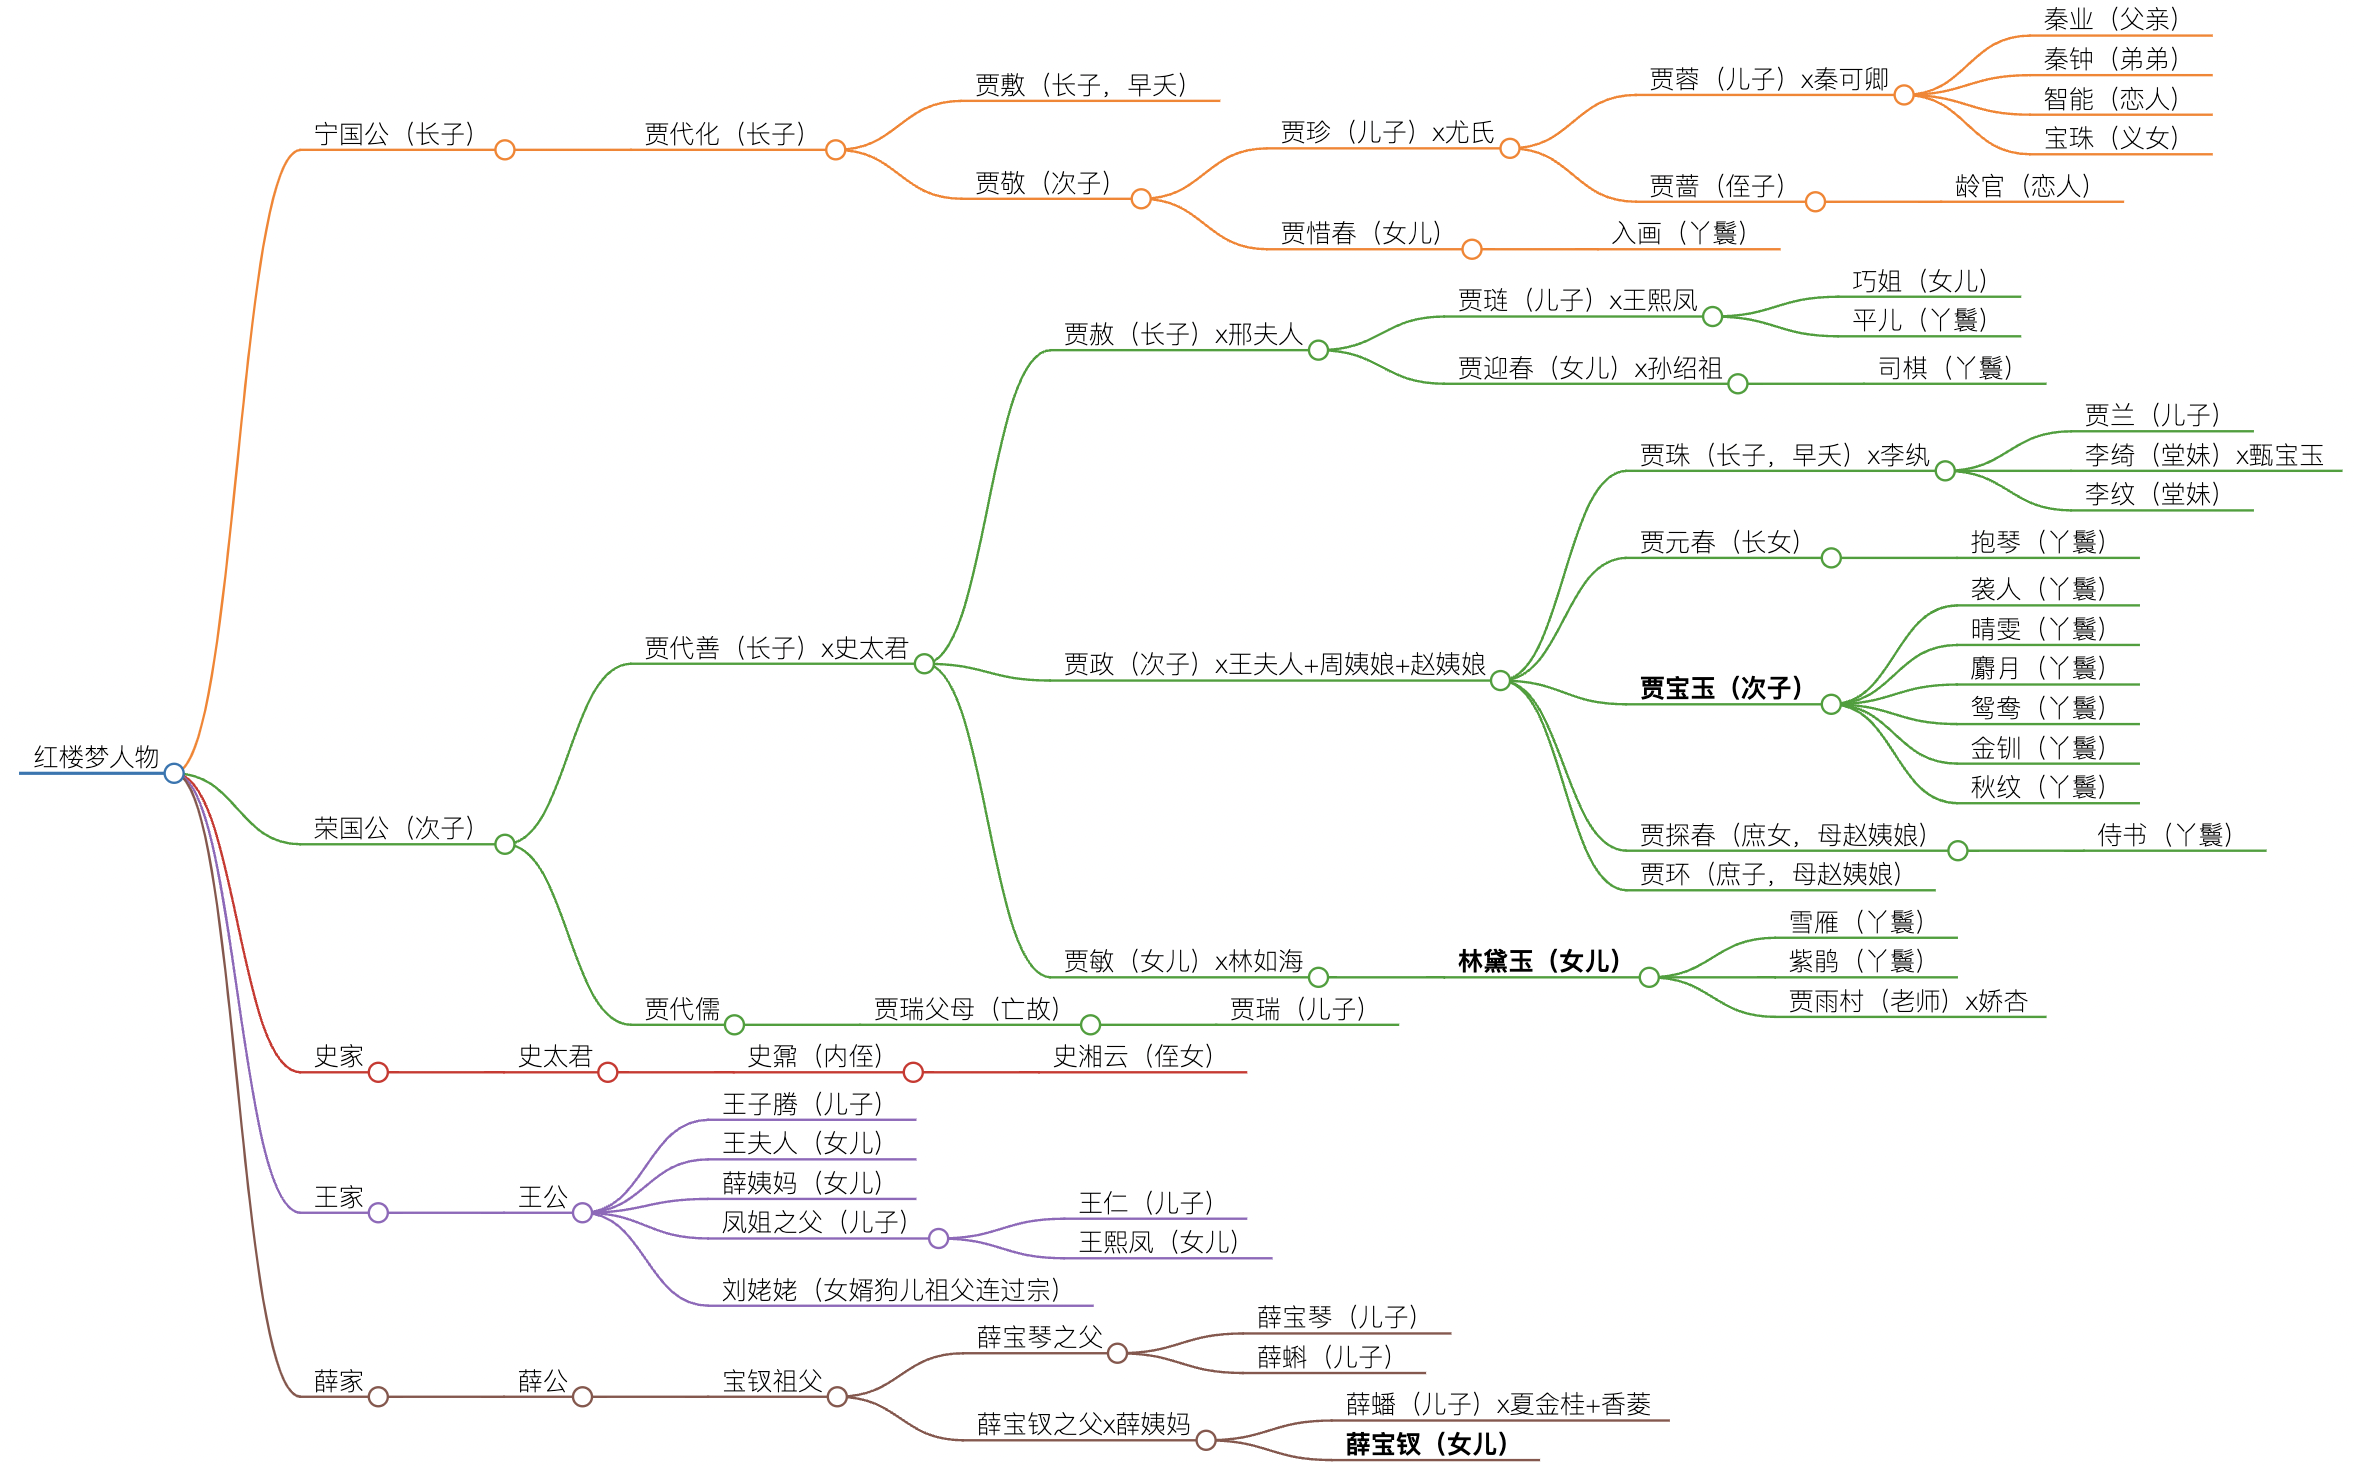 红楼梦人物
宁国公（长子）
贾代化（长子）
贾敷（长子，早夭）
贾敬（次子）
贾珍（儿子）x尤氏
贾蓉（儿子）x秦可卿
秦业（父亲）
秦钟（弟弟）
智能（恋人）
宝珠（义女）
贾蔷（侄子）
龄官（恋人）
贾惜春（女儿）
入画（丫鬟）
荣国公（次子）
贾代善（长子）x史太君
贾赦（长子）x邢夫人
贾琏（儿子）x王熙凤
巧姐（女儿）
平儿（丫鬟）
贾迎春（女儿）x孙绍祖
司棋（丫鬟）
贾政（次子）x王夫人+周姨娘+赵姨娘
贾珠（长子，早夭）x李纨
贾兰（儿子）
李绮（堂妹）x甄宝玉
李纹（堂妹）
贾元春（长女）
抱琴（丫鬟）
贾宝玉（次子）
袭人（丫鬟）
晴雯（丫鬟）
麝月（丫鬟）
鸳鸯（丫鬟）
金钏（丫鬟）
秋纹（丫鬟）
贾探春（庶女，母赵姨娘）
侍书（丫鬟）
贾环（庶子，母赵姨娘）
贾敏（女儿）x林如海
林黛玉（女儿）
雪雁（丫鬟）
紫鹃（丫鬟）
贾雨村（老师）x娇杏
贾代儒
贾瑞父母（亡故）
贾瑞（儿子）
史家
史太君
史鼐（内侄）
史湘云（侄女）
王家
王公
王子腾（儿子）
王夫人（女儿）
薛姨妈（女儿）
凤姐之父（儿子）
王仁（儿子）
王熙凤（女儿）
刘姥姥（女婿狗儿祖父连过宗）
薛家
薛公
宝钗祖父
薛宝琴之父
薛宝琴（儿子）
薛蝌（儿子）
薛宝钗之父x薛姨妈
薛蟠（儿子）x夏金桂+香菱
薛宝钗（女儿）